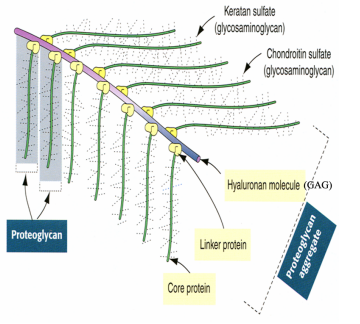 Keratan sulfate
(glycosaminoglycan)
Chondroitin sulfate
(glycosaminoglycan)
Hyaluronan molecule (GAG)
Proteoglycan
Linker protein
Proteoglycan
aggregate
Core protein